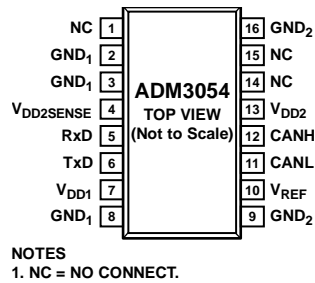 NC 1 16 GND2
GND1 2 15 NC
GND1 3 14 NC
ADM3054
VDD2SENSE 4 TOP VIEW 13 VDD2
RxD 5 (Not to Scale) 12 CANH
TxD 6 11 CANL
VDD1 7 10 VREF
GND1 8 9 GND2
NOTES
1. NC = NO CONNECT.